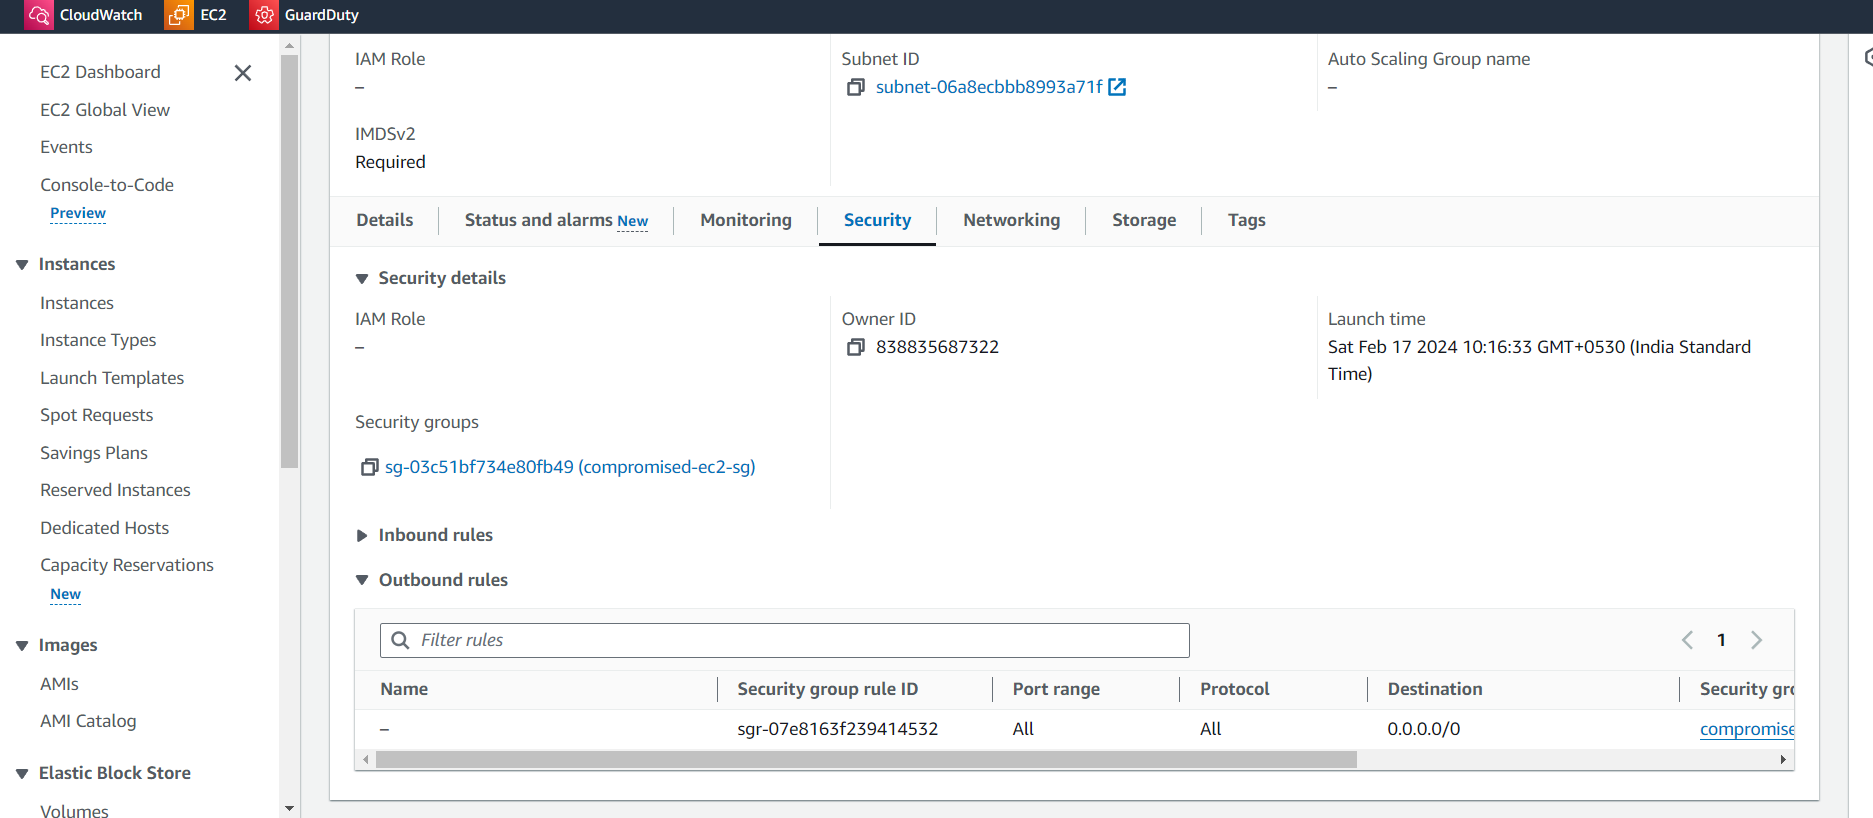 CloudWatch EC2 GuardDuty
EC2 Dashboard
EC2 Global View
Events
Console-to-Code
Preview
Instances
Instances
Instance Types
Launch Templates
Spot Requests
Savings Plans
Reserved Instances
Dedicated Hosts
Capacity Reservations
New
Images
AMIs
AMI Catalog
Elastic Block Store
Volumes
IAM Role
–
Subnet ID
subnet-06a8ecbbb8993a71f
Auto Scaling Group name
–
IMDSv2
Required
Details Status and alarms New Monitoring Security Networking Storage Tags
Security details
IAM Role
–
Owner ID
838835687322
Launch time
Sat Feb 17 2024 10:16:33 GMT+0530 (India Standard
Time)
Security groups
sg-03c51bf734e80fb49 (compromised-ec2-sg)
Inbound rules
Outbound rules
Filter rules
1
Name Security group rule ID Port range Protocol Destination Security gro
– sgr-07e8163f239414532 All All 0.0.0.0/0 compromise